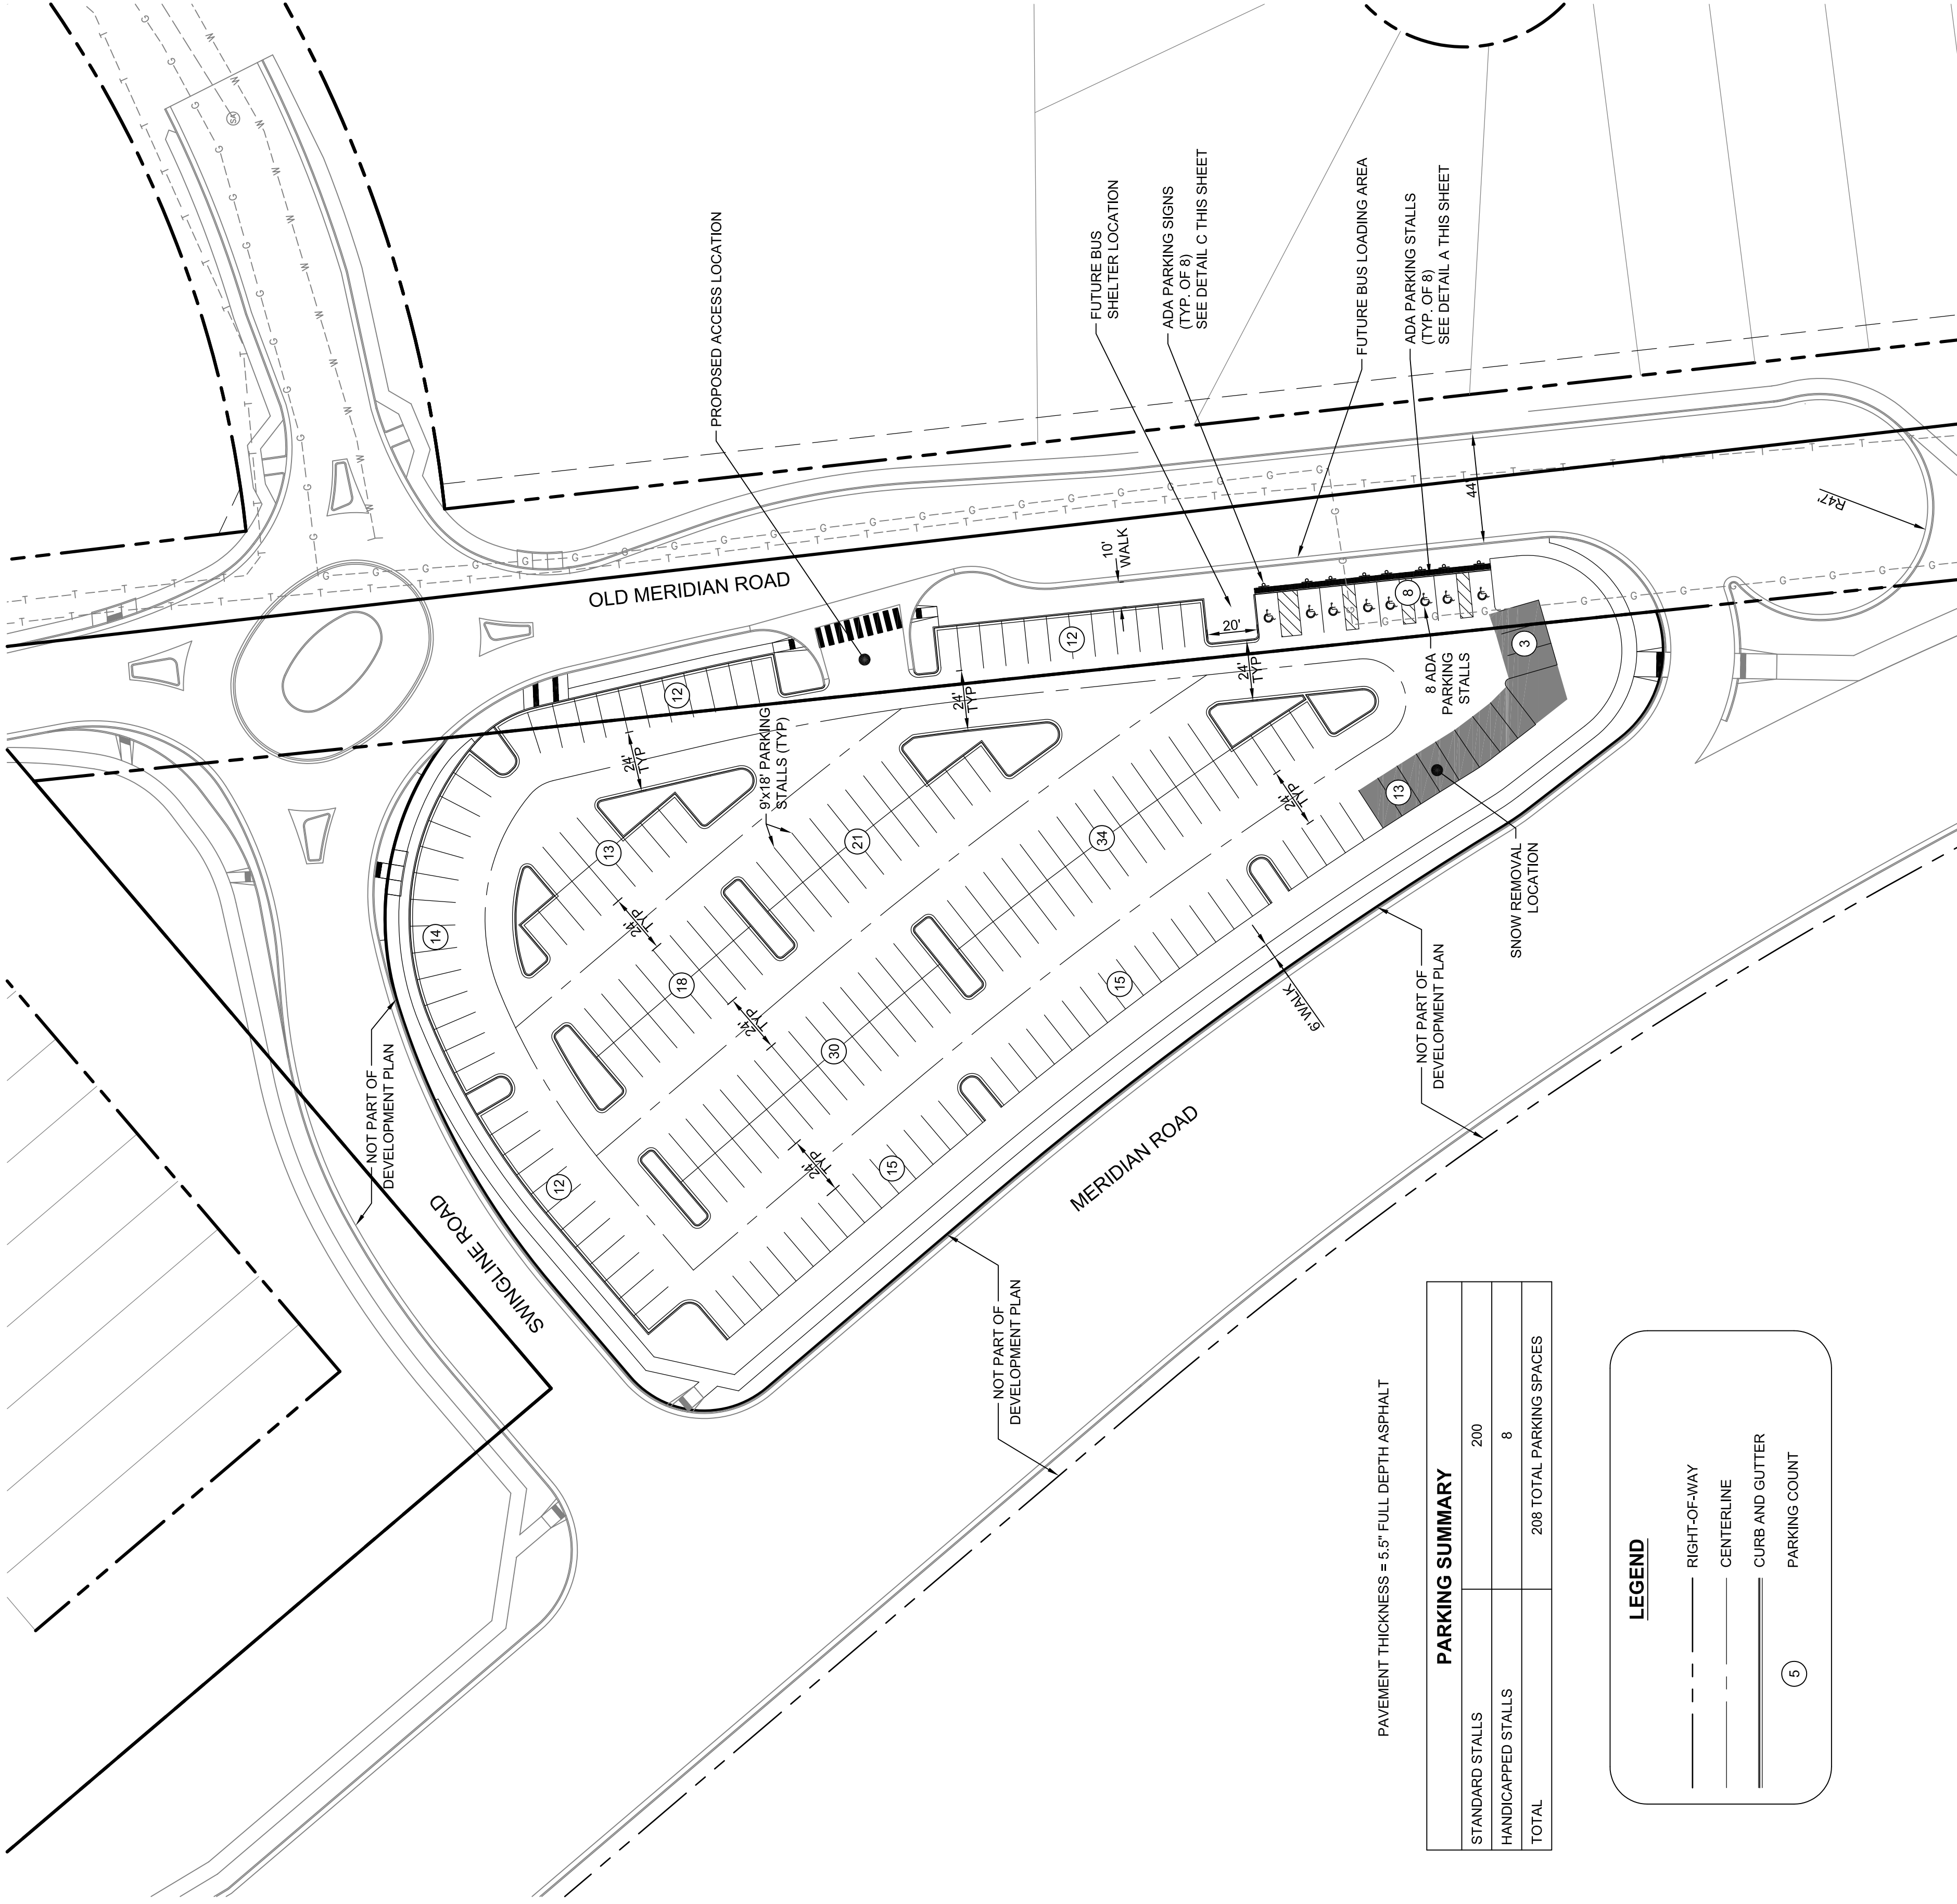 PROPOSED ACCESS LOCATION
FUTURE BUS
SHELTER LOCATION
ADA PARKING SIGNS
(TYP. OF 8)
SEE DETAIL C THIS SHEET
FUTURE BUS LOADING AREA
ADA PARKING STALLS
(TYP. OF 8)
SEE DETAIL A THIS SHEET
OLD MERIDIAN ROAD
10'
WALK
44'
R47'
20'
12
12
8
3
8 ADA
PARKING
STALLS
24'
TYP
24'
TYP
24'
TYP
9'x18' PARKING
STALLS (TYP)
13
21
34
24'
TYP
13
14
24'
TYP
18
24'
TYP
30
15
24'
TYP
15
12
6' WALK
SNOW REMOVAL
LOCATION
NOT PART OF
DEVELOPMENT PLAN
NOT PART OF
DEVELOPMENT PLAN
NOT PART OF
DEVELOPMENT PLAN
SWINGLINE ROAD
MERIDIAN ROAD
SA
PAVEMENT THICKNESS = 5.5" FULL DEPTH ASPHALT
PARKING SUMMARY
STANDARD STALLS 200
HANDICAPPED STALLS 8
TOTAL 208 TOTAL PARKING SPACES
LEGEND
RIGHT-OF-WAY
CENTERLINE
CURB AND GUTTER
5 PARKING COUNT